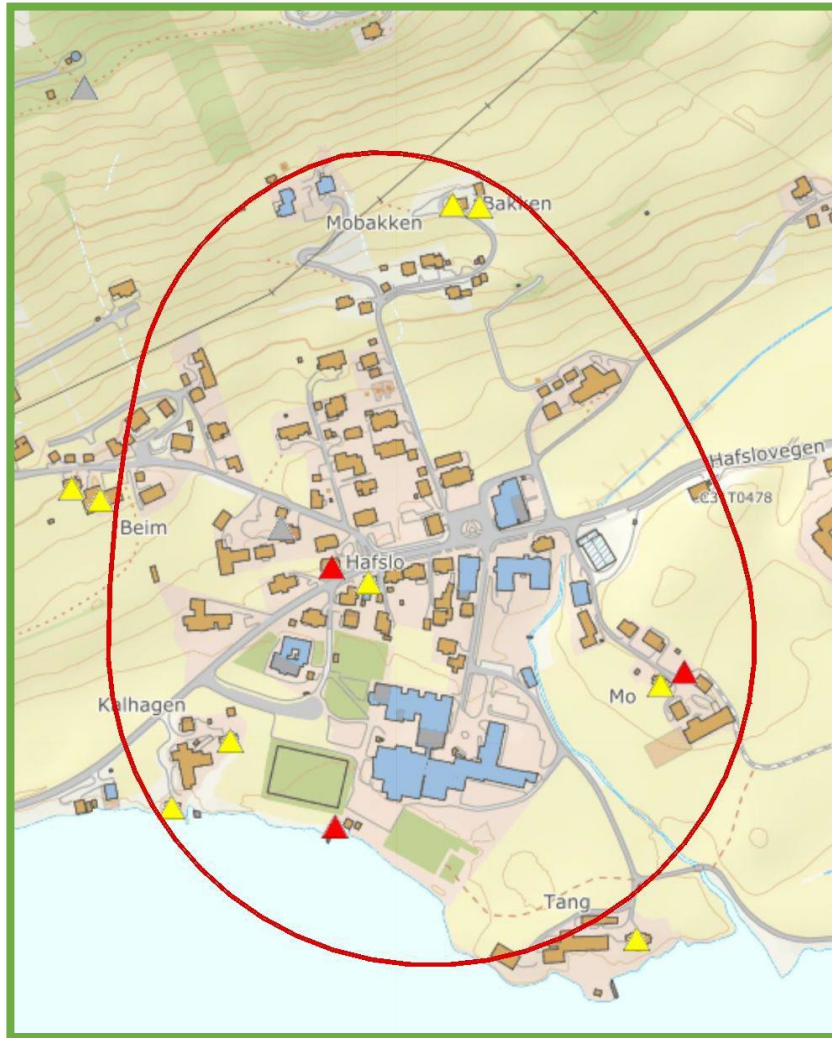 Bakken
Mobakken
Hafslovegen
Beim
Hafslo
Mo
Kalhagen
Tang